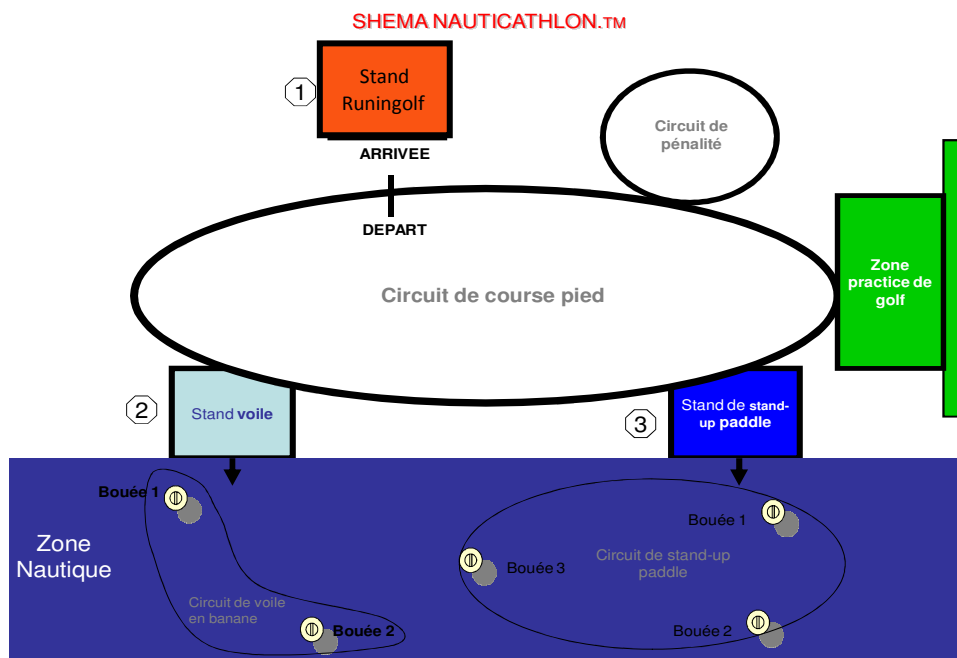 SHEMA NAUTICATHLON.TM
1
Stand
Runingolf
ARRIVEE
DEPART
Circuit de
pénalité
Circuit de course pied
Zone
practice de
golf
2
Stand voile
3
Stand de stand-
up paddle
Zone
Nautique
Bouée 1
Circuit de voile
en banane
Bouée 2
Bouée 1
Circuit de stand-up
paddle
Bouée 3
Bouée 2